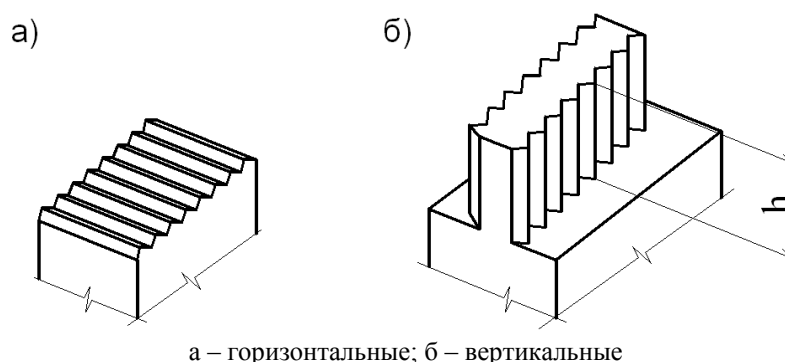 а)
б)
h
а – горизонтальные; б – вертикальные